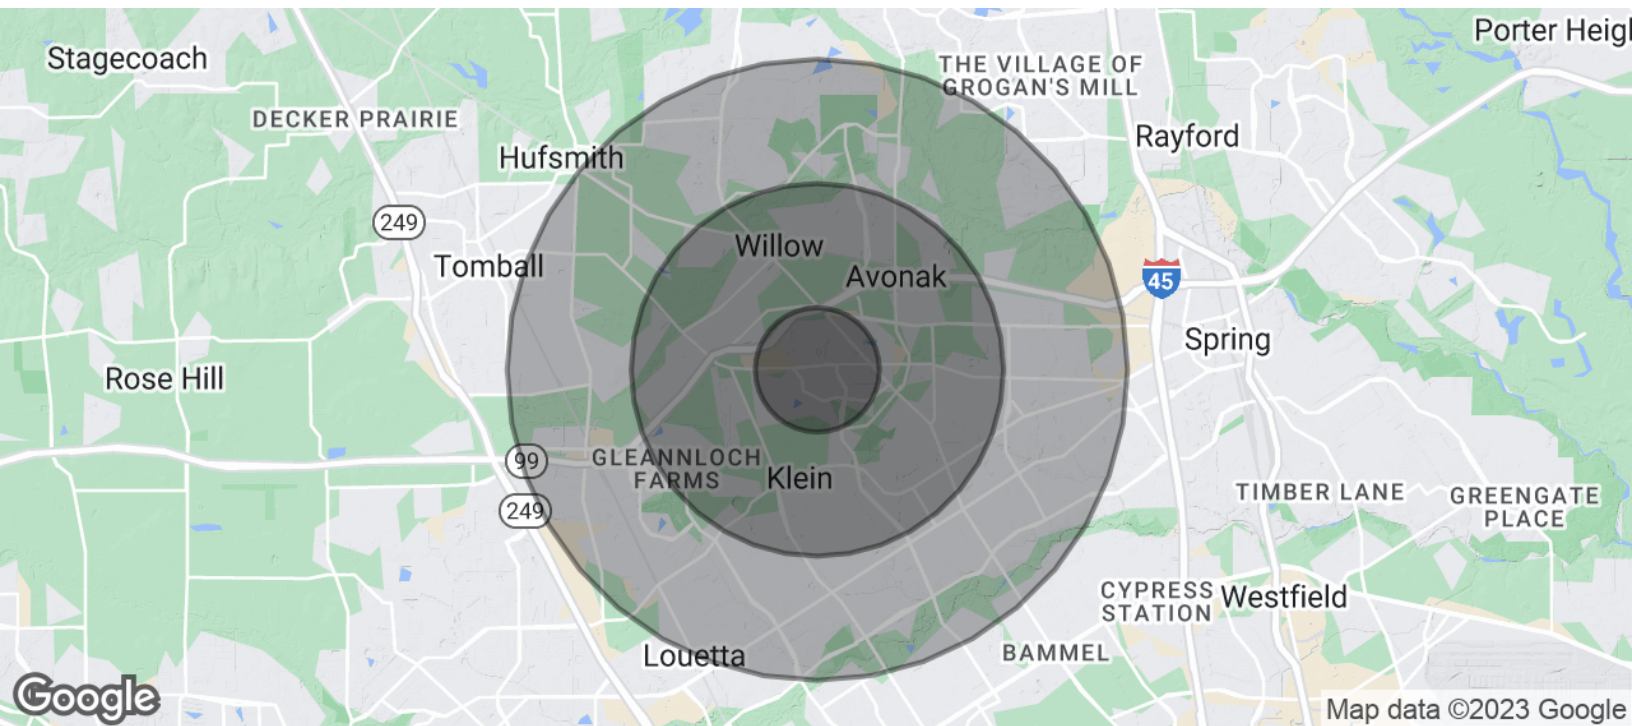 Porter Heigl
Stagecoach
THE VILLAGE OF
GROGAN'S MILL
DECKER PRAIRIE
Rayford
Hufsmith
249
Willow
Tomball
Avonak
45
Spring
Rose Hill
99
GLEANNLOCH
FARMS
Klein
TIMBER LANE
GREENGATE
PLACE
249
CYPRESS
STATION
Westfield
BAMMEL
Louetta
Google
Map data ©2023 Google